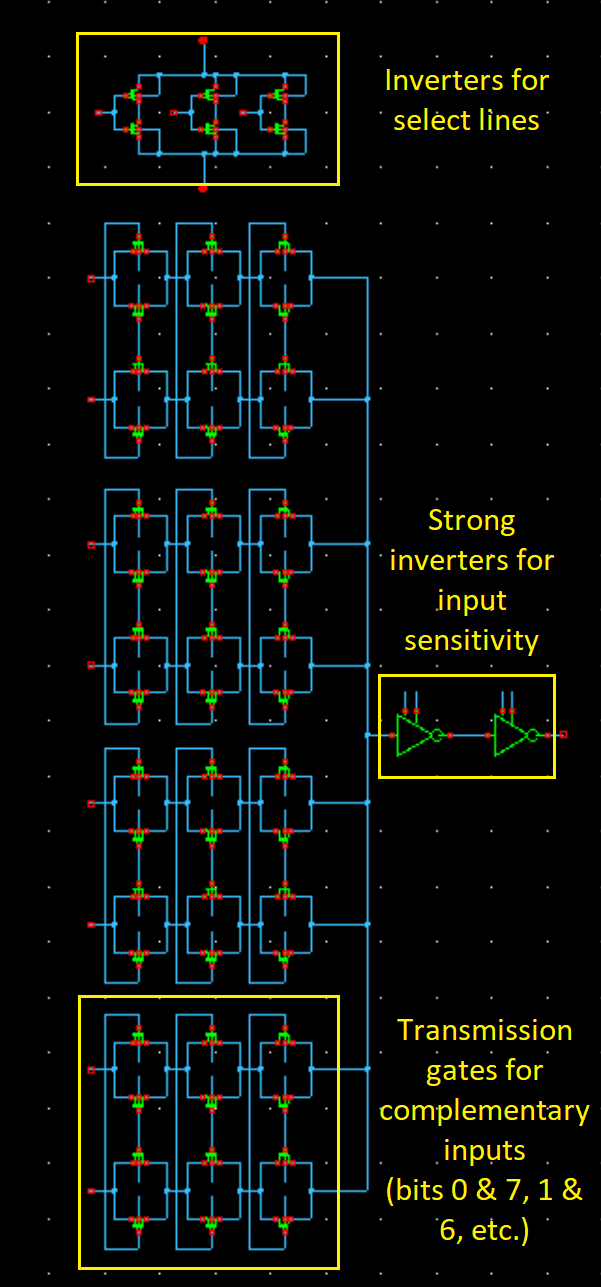 Inverters for
select lines
Strong
inverters for
input
sensitivity
Transmission
gates for
complementary
inputs
(bits 0 & 7, 1 &
6, etc.)